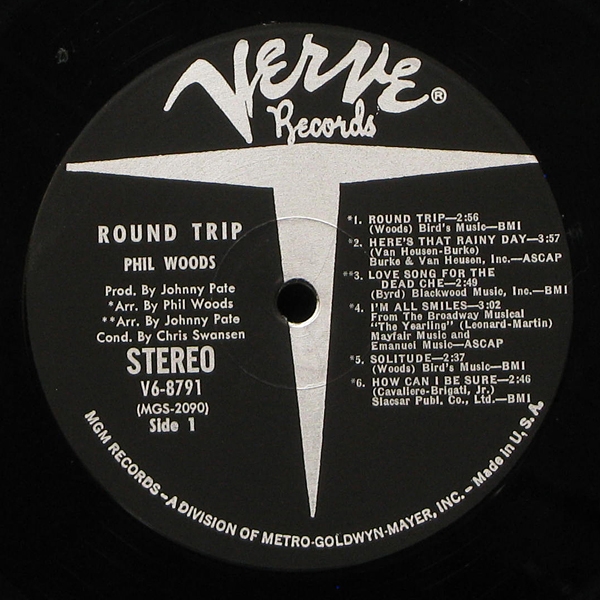 Verve®
Records
ROUND TRIP
PHIL WOODS
Prod. By Johnny Pate
*Arr. By Phil Woods
**Arr. By Johnny Pate
Cond. By Chris Swansen
STEREO
V6-8791
(MGS-2090)
Side 1
*1. ROUND TRIP—2:56
(Woods) Bird's Music—BMI
*2. HERE'S THAT RAINY DAY—3:57
(Van Heusen-Burke)
Burke & Van Heusen, Inc.—ASCAP
**3. LOVE SONG FOR THE
DEAD CHE—2:49
(Byrd) Blackwood Music, Inc.—BMI
*4. I'M ALL SMILES—3:02
From The Broadway Musical
"The Yearling" (Leonard-Martin)
Mayfair Music and
Emanuel Music—ASCAP
*5. SOLITUDE—2:37
(Woods) Bird's Music—BMI
*6. HOW CAN I BE SURE—2:46
(Cavaliere-Brigati, Jr.)
Slacsar Publ. Co., Ltd.—BMI
MGM RECORDS—A DIVISION OF METRO-GOLDWYN-MAYER, INC. – Made in U, S.A.